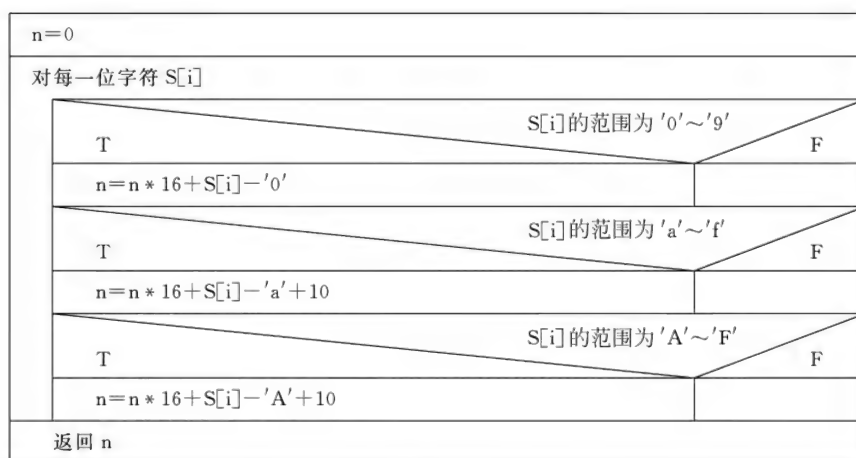 n=0
对每一位字符 S[i]
S[i]的范围为 '0'～'9'
T
F
n=n * 16+S[i]-'0'
S[i]的范围为 'a'～'f'
T
F
n=n * 16+S[i]-'a'+10
S[i]的范围为 'A'～'F'
T
F
n=n * 16+S[i]-'A'+10
返回 n